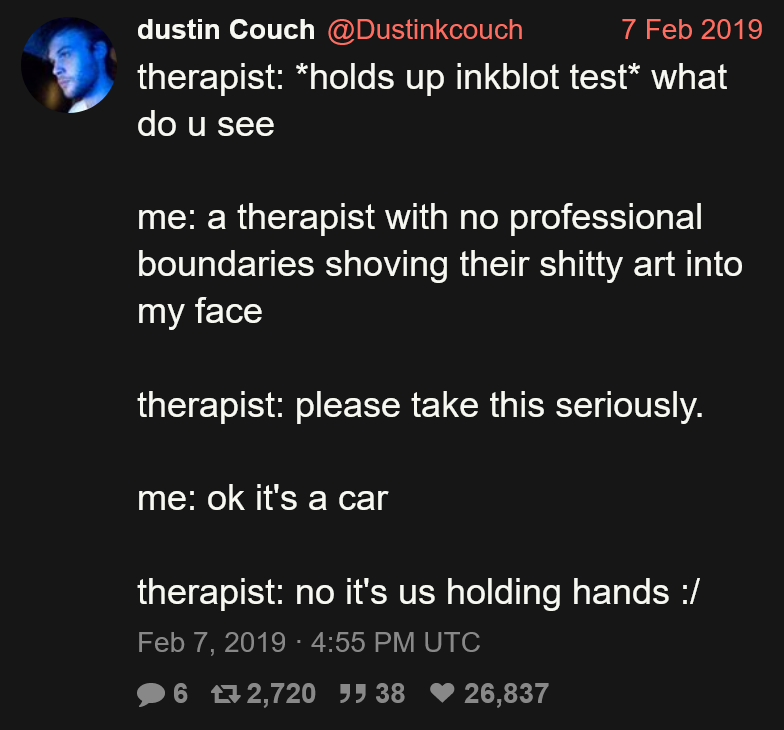 dustin Couch @Dustinkcouch 7 Feb 2019
therapist: *holds up inkblot test* what
do u see
me: a therapist with no professional
boundaries shoving their shitty art into
my face
therapist: please take this seriously.
me: ok it's a car
therapist: no it's us holding hands :/
Feb 7, 2019 · 4:55 PM UTC
6 2,720 38 26,837